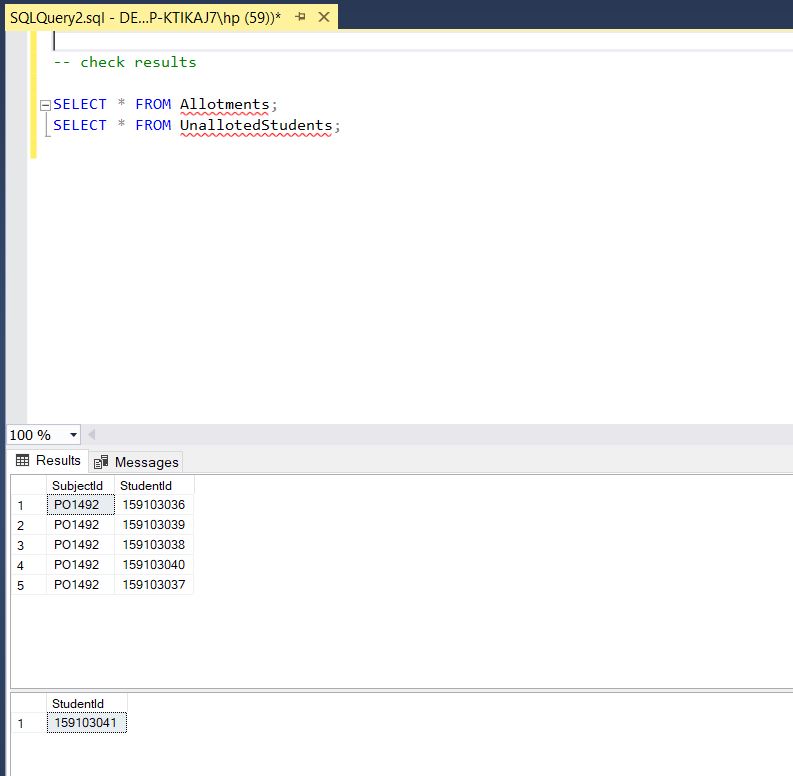 SQLQuery2.sql - DE...P-KTIKAJ7\hp (59))*
-- check results
SELECT * FROM Allotments;
SELECT * FROM UnallotedStudents;
100 %
Results Messages
SubjectId StudentId
1 PO1492 159103036
2 PO1492 159103039
3 PO1492 159103038
4 PO1492 159103040
5 PO1492 159103037
StudentId
1 159103041